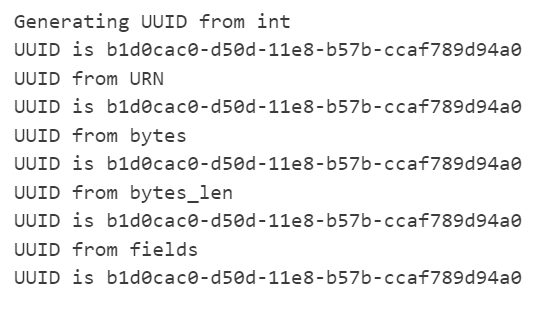 Generating UUID from int
UUID is b1d0cac0-d50d-11e8-b57b-ccaf789d94a0
UUID from URN
UUID is b1d0cac0-d50d-11e8-b57b-ccaf789d94a0
UUID from bytes
UUID is b1d0cac0-d50d-11e8-b57b-ccaf789d94a0
UUID from bytes_len
UUID is b1d0cac0-d50d-11e8-b57b-ccaf789d94a0
UUID from fields
UUID is b1d0cac0-d50d-11e8-b57b-ccaf789d94a0